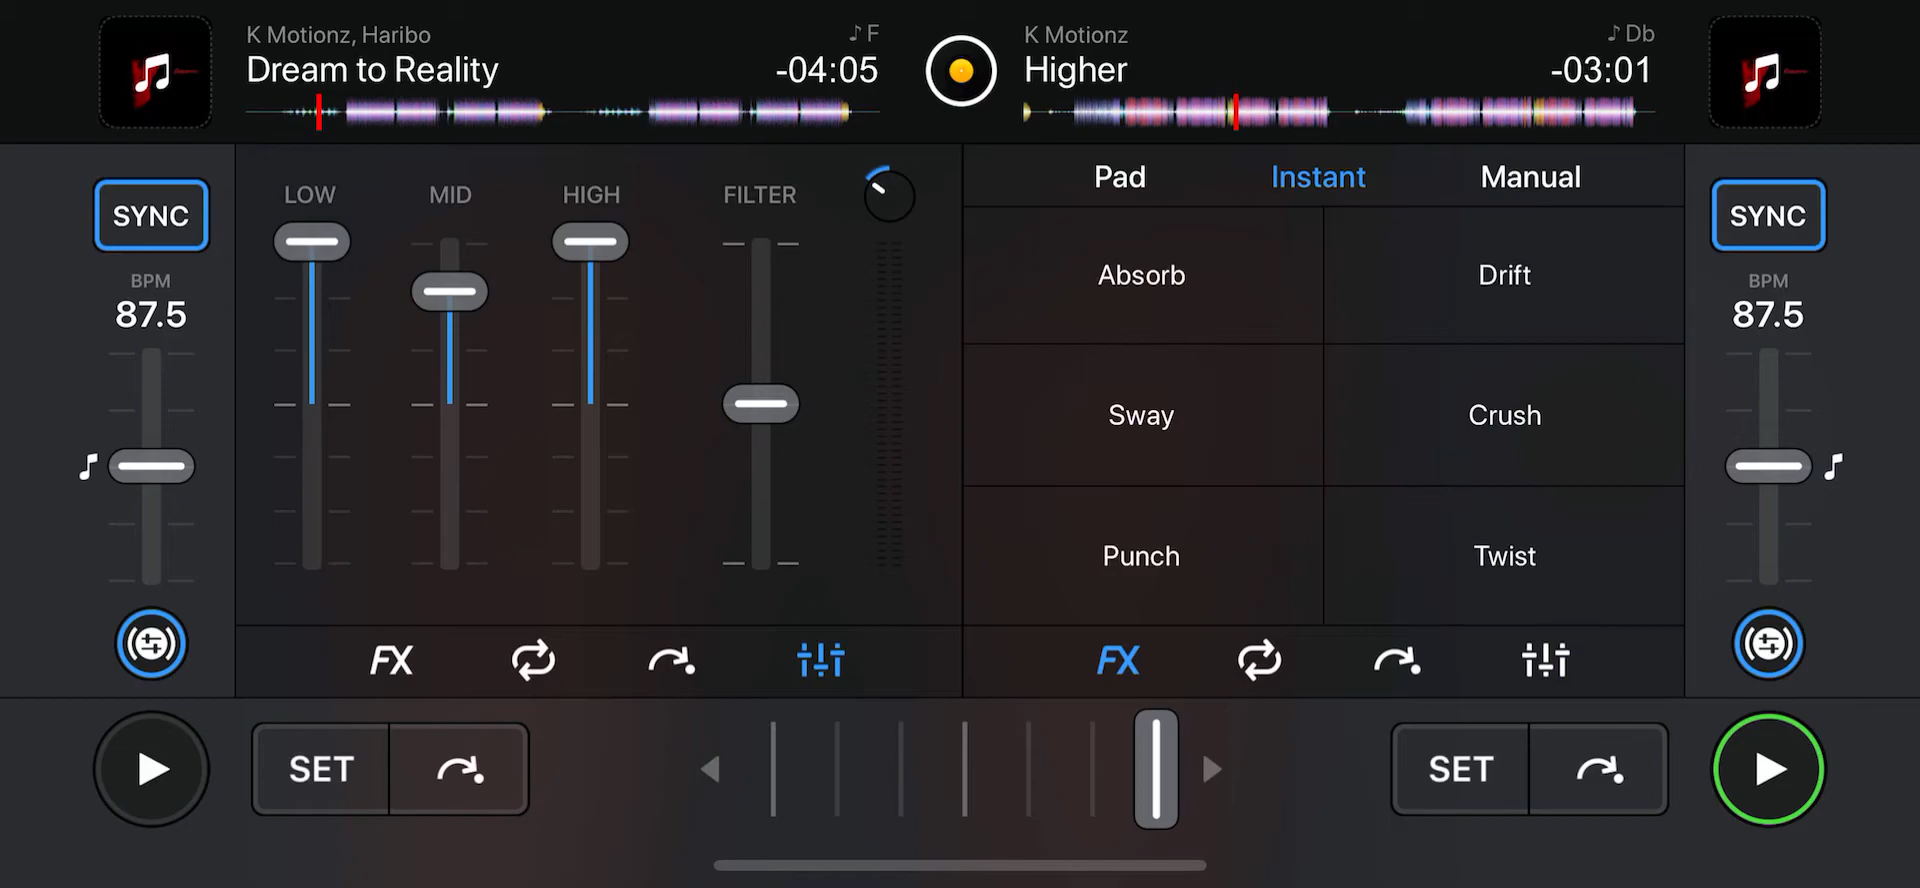 K Motionz, Haribo
♪ F
Dream to Reality
-04:05
K Motionz
♪ Db
Higher
-03:01
SYNC
BPM
87.5
LOW
MID
HIGH
FILTER
Pad
Instant
Manual
Absorb
Drift
Sway
Crush
Punch
Twist
SYNC
BPM
87.5
FX
FX
SET
SET